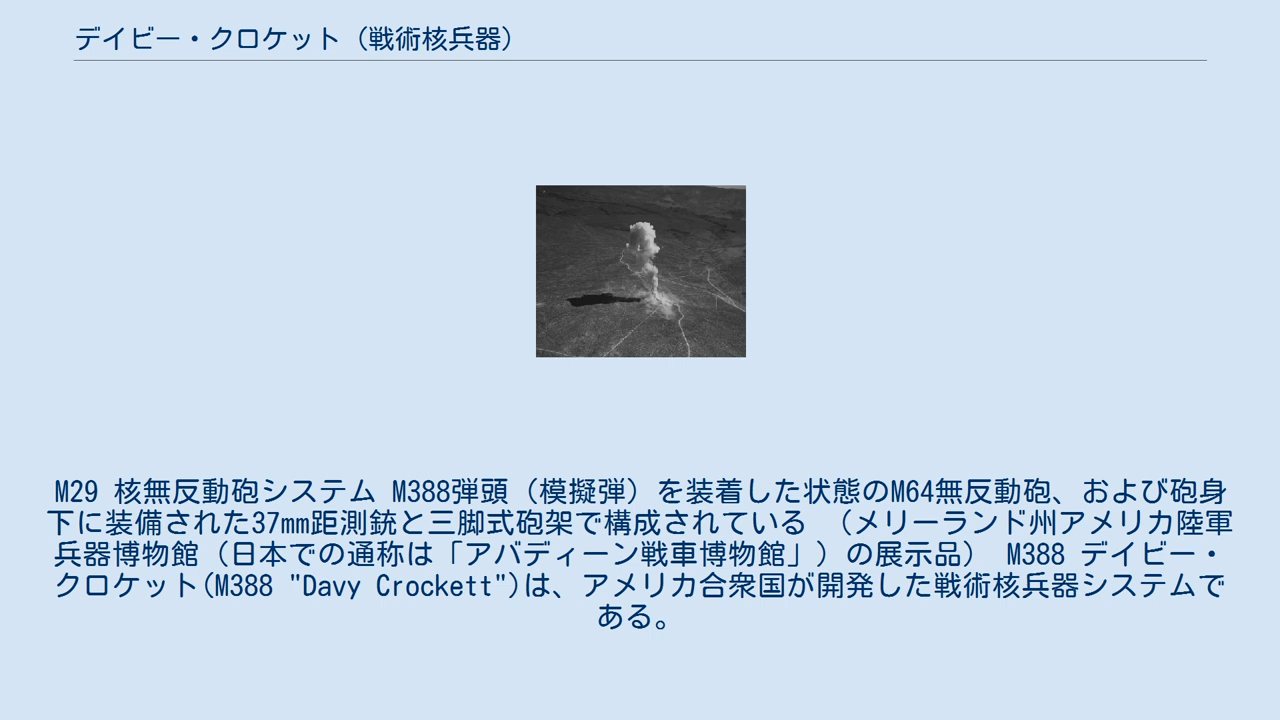 デイビー・クロケット（戦術核兵器）
M29 核無反動砲システム M388弾頭（模擬弾）を装着した状態のM64無反動砲、および砲身
下に装備された37mm距測銃と三脚式砲架で構成されている （メリーランド州アメリカ陸軍
兵器博物館（日本での通称は「アバディーン戦車博物館」）の展示品） M388 デイビー・
クロケット(M388 "Davy Crockett")は、アメリカ合衆国が開発した戦術核兵器システムで
ある。